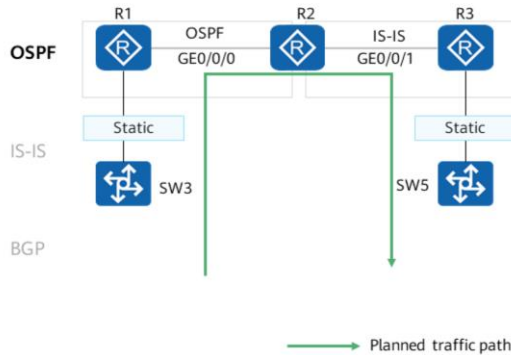 R1
R2
R3
OSPF
OSPF
IS-IS
GE0/0/0
GE0/0/1
Static
Static
IS-IS
SW3
SW5
BGP
Planned traffic path